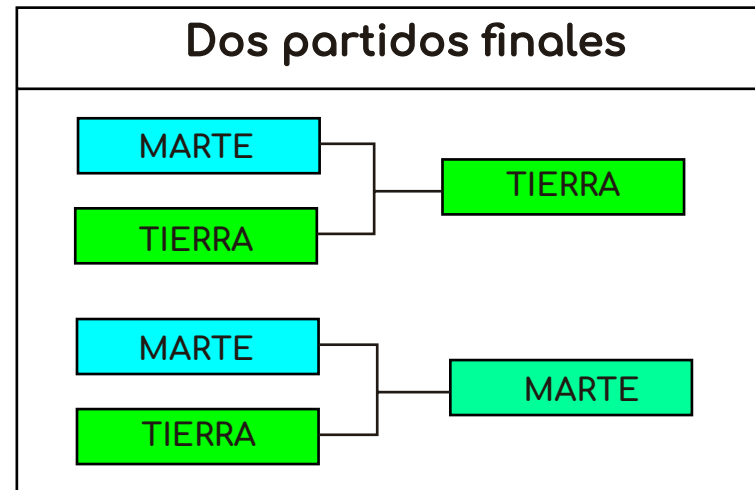 Dos partidos finales
MARTE
TIERRA
TIERRA
MARTE
TIERRA
MARTE